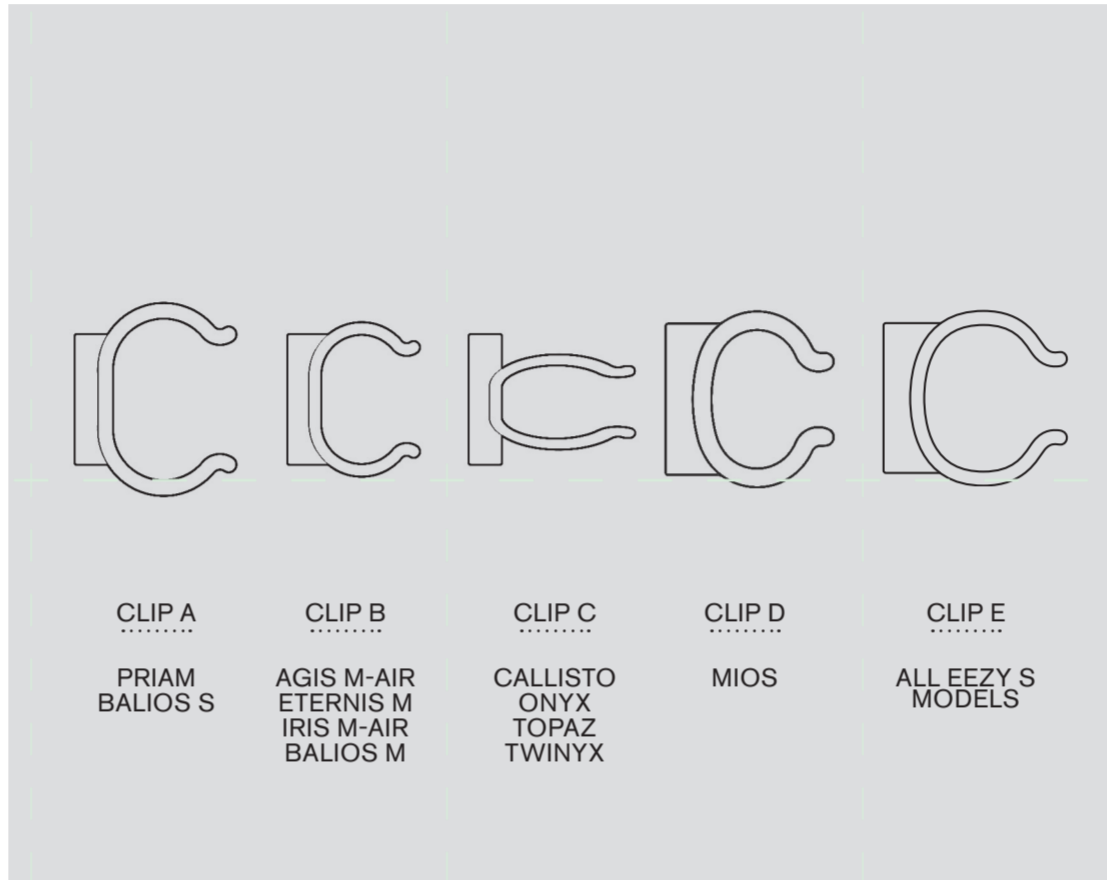 CLIP A
CLIP B
CLIP C
CLIP D
CLIP E
PRIAM
BALIOS S
AGIS M-AIR
ETERNIS M
IRIS M-AIR
BALIOS M
CALLISTO
ONYX
TOPAZ
TWINYX
MIOS
ALL EEZY S
MODELS